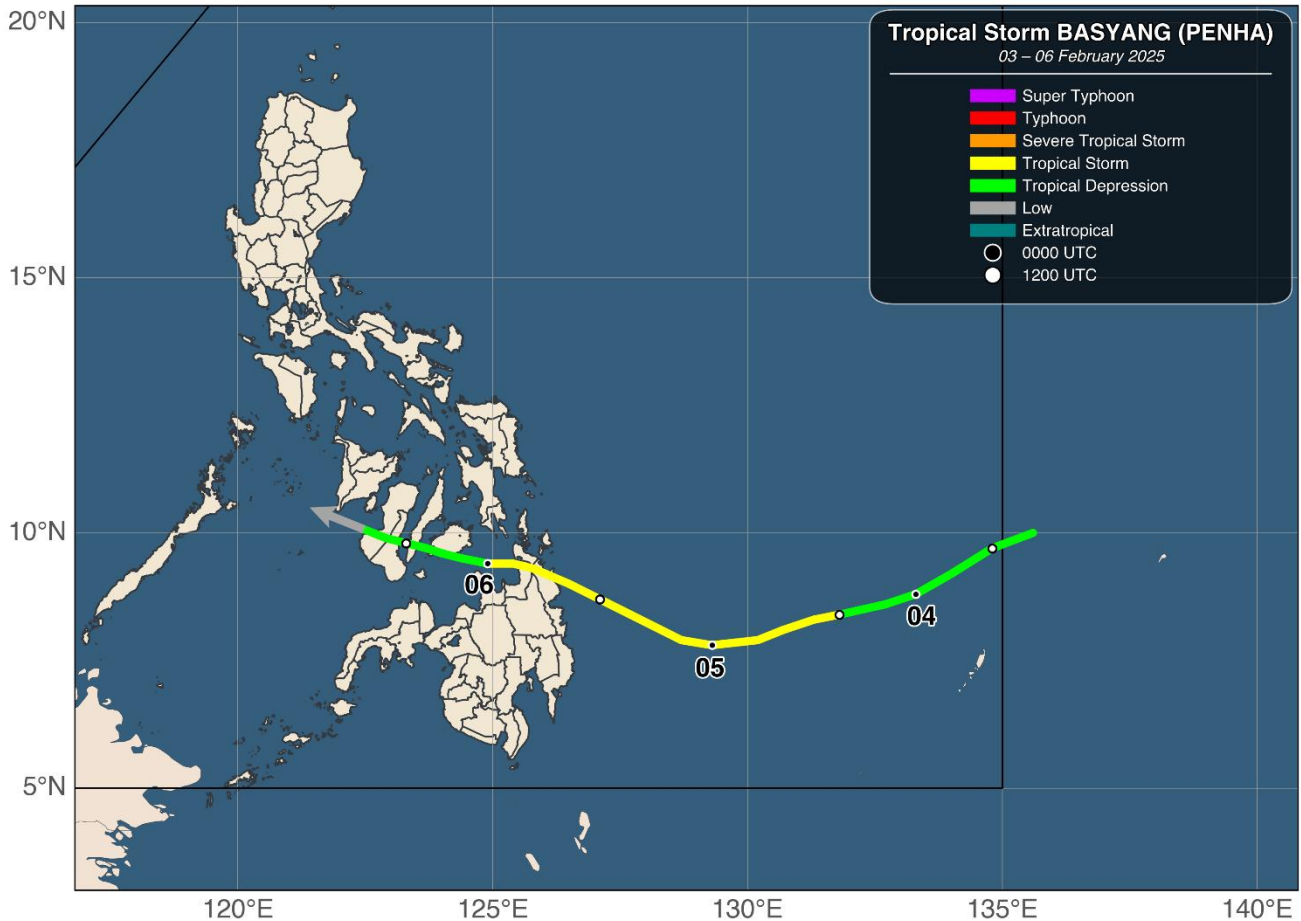 Tropical Storm BASYANG (PENHA)
03 – 06 February 2025
Super Typhoon
Typhoon
Severe Tropical Storm
Tropical Storm
Tropical Depression
Low
Extratropical
0000 UTC
1200 UTC
20°N
15°N
10°N
5°N
06
05
04
120°E
125°E
130°E
135°E
140°E